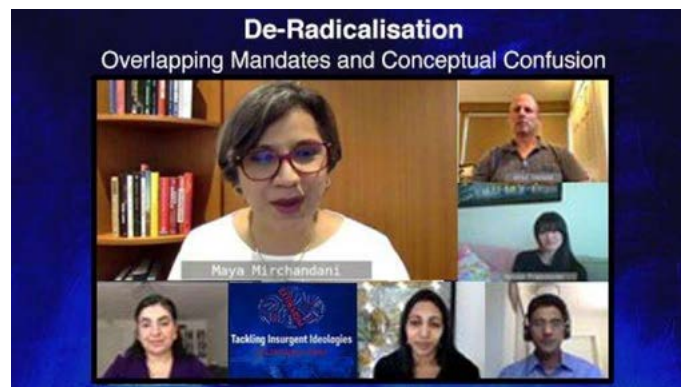 De-Radicalisation
Overlapping Mandates and Conceptual Confusion
Maya Mirchandani
Tackling Insurgent Ideologies